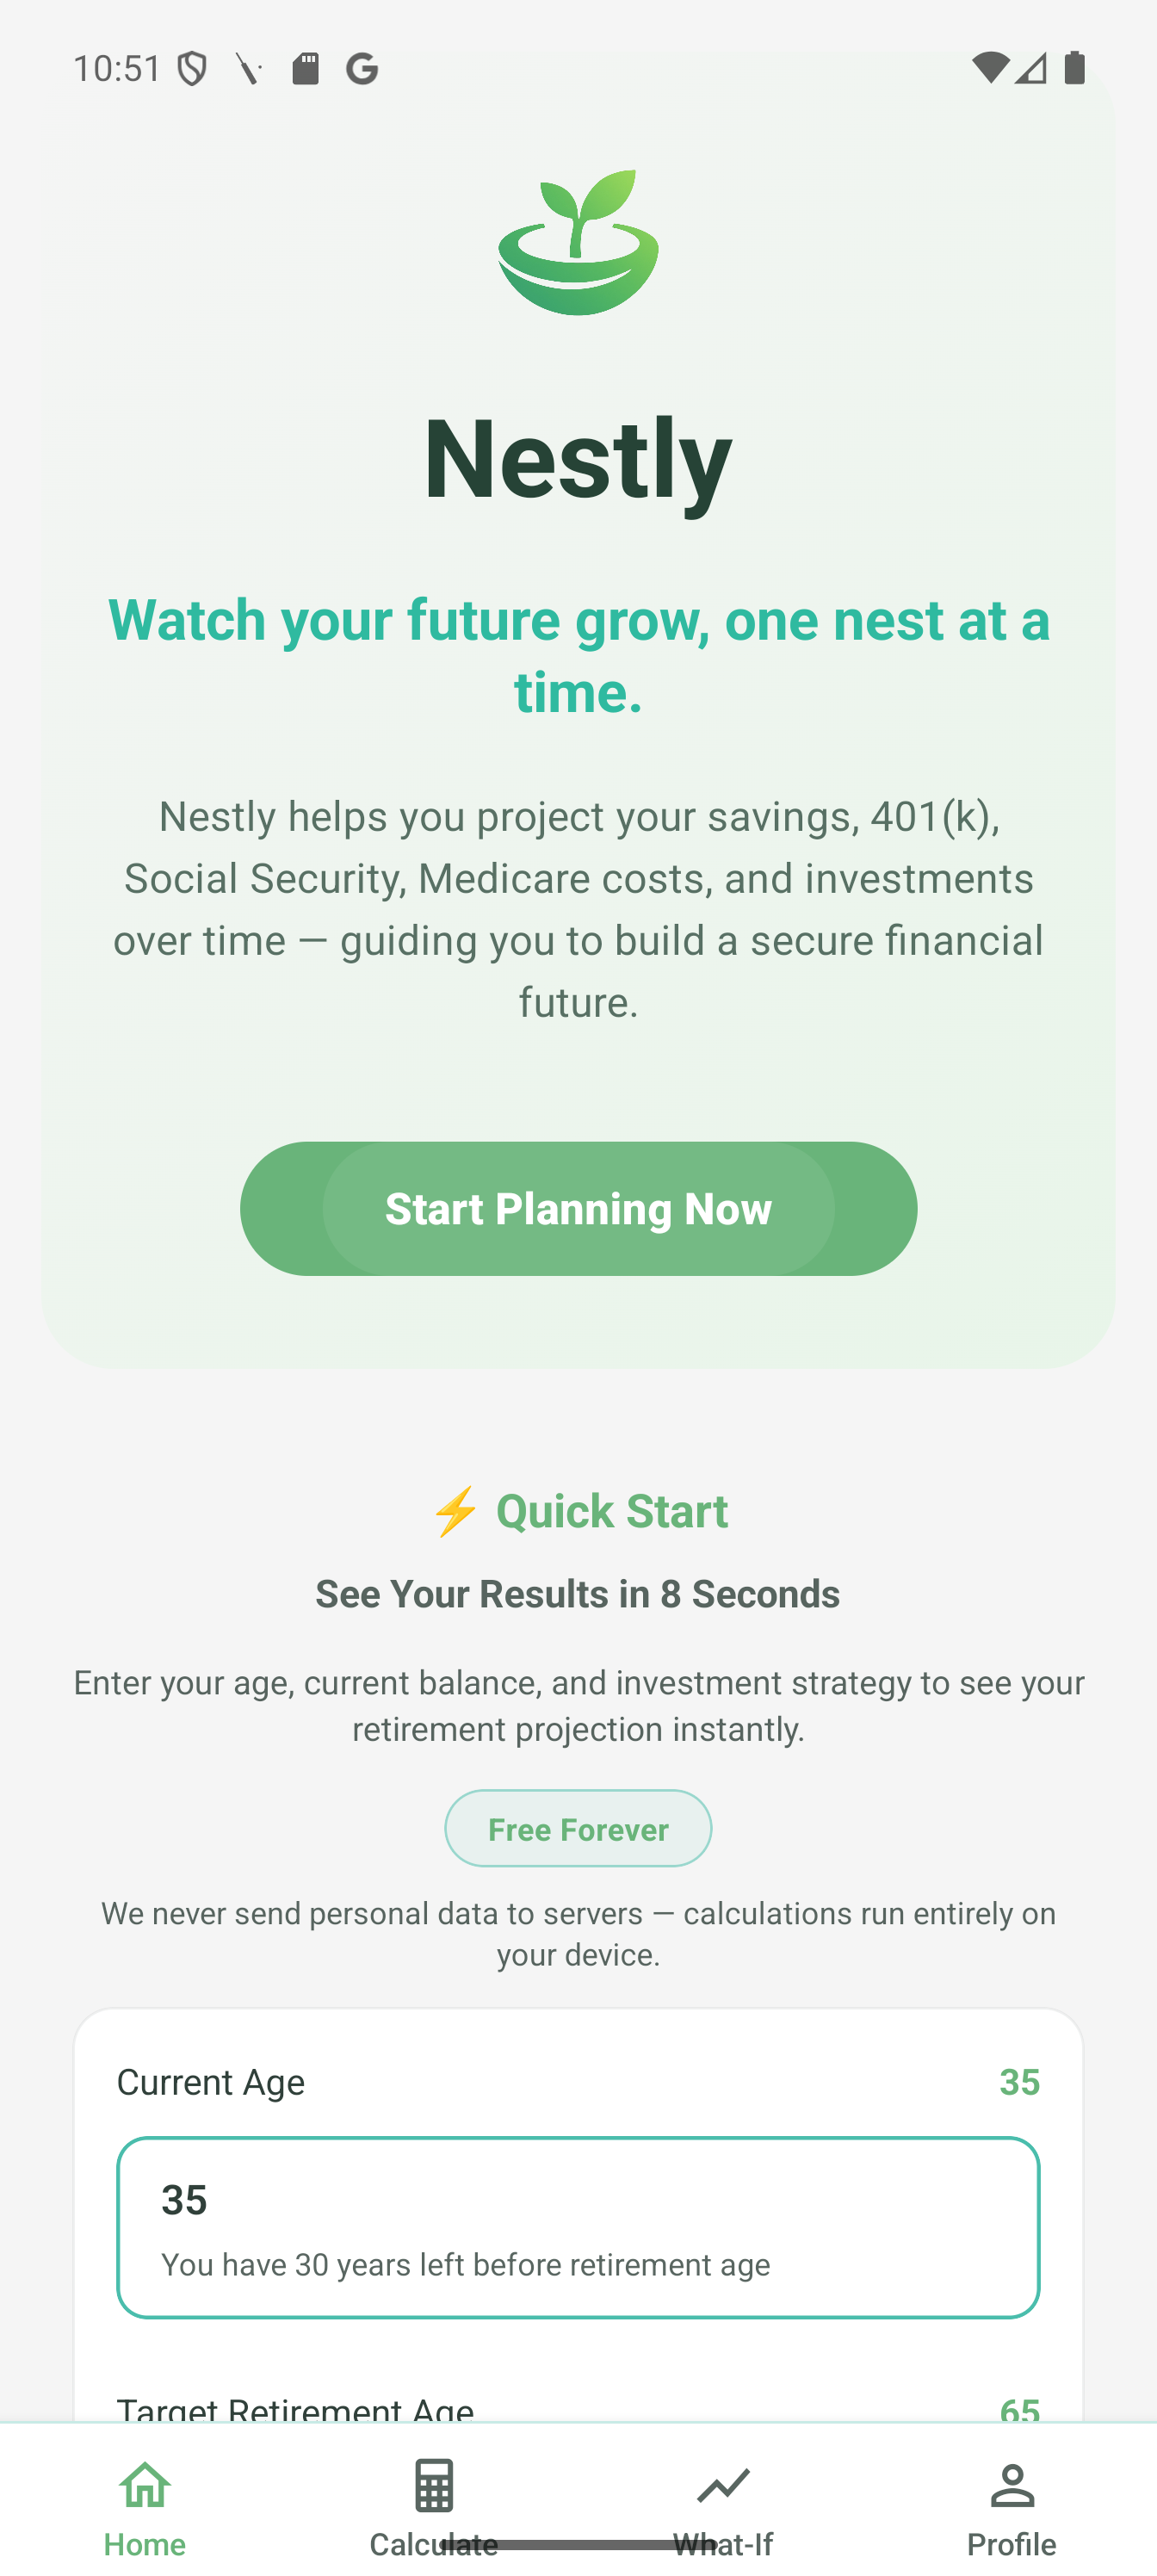 10:51
Nestly
Watch your future grow, one nest at a
time.
Nestly helps you project your savings, 401(k),
Social Security, Medicare costs, and investments
over time — guiding you to build a secure financial
future.
Start Planning Now
⚡ Quick Start
See Your Results in 8 Seconds
Enter your age, current balance, and investment strategy to see your
retirement projection instantly.
Free Forever
We never send personal data to servers — calculations run entirely on
your device.
Current Age 35
35
You have 30 years left before retirement age
Target Retirement Age 65
Home Calculate What-If Profile